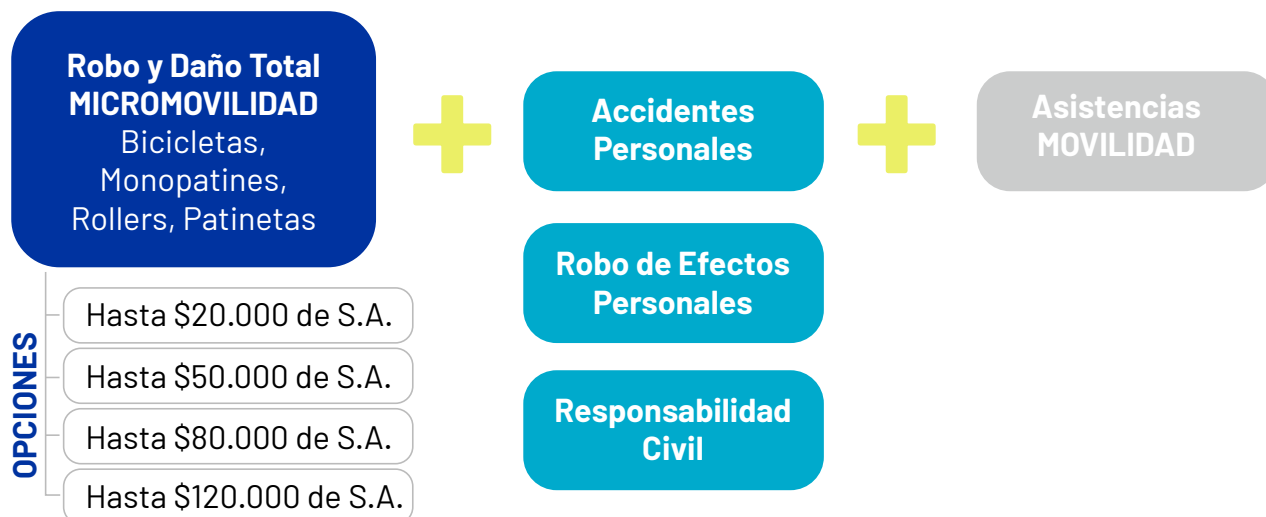 Robo y Daño Total
MICROMOVILIDAD
Bicicletas,
Monopatines,
Rollers, Patinetas
OPCIONES
Hasta $20.000 de S.A.
Hasta $50.000 de S.A.
Hasta $80.000 de S.A.
Hasta $120.000 de S.A.
Accidentes
Personales
Robo de Efectos
Personales
Responsabilidad
Civil
Asistencias
MOVILIDAD